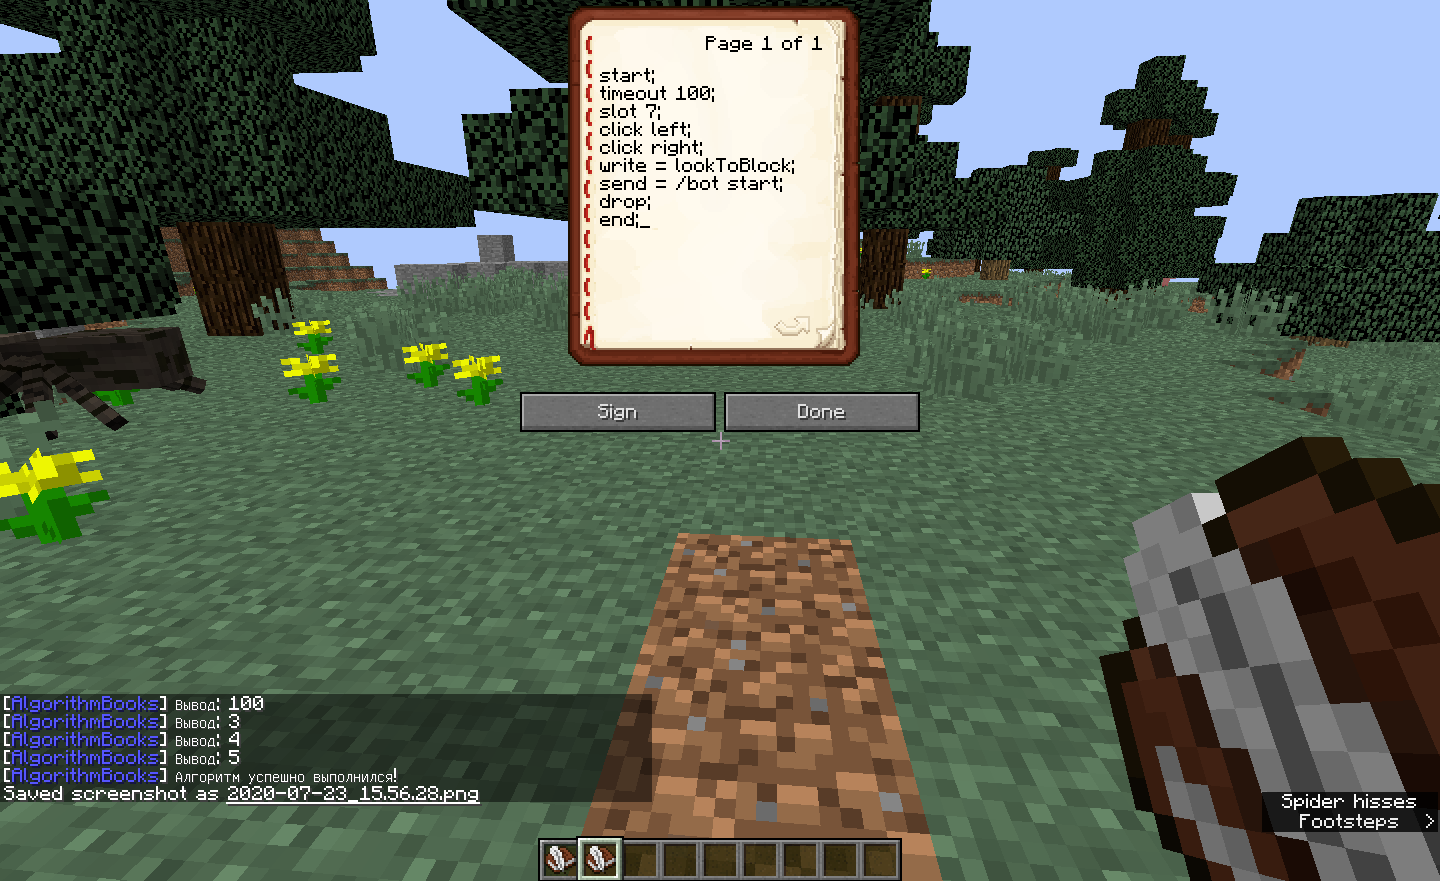 Page 1 of 1
start;
timeout 100;
slot 7;
click left;
click right;
write = lookToBlock;
send = /bot start;
drop;
end;_
Sign
Done
[AlgorithmBooks] Вывод: 100
[AlgorithmBooks] Вывод: 3
[AlgorithmBooks] Вывод: 4
[AlgorithmBooks] Вывод: 5
[AlgorithmBooks] Алгоритм успешно выполнился!
Saved screenshot as 2020-07-23_15.56.28.png
Spider hisses
Footsteps >